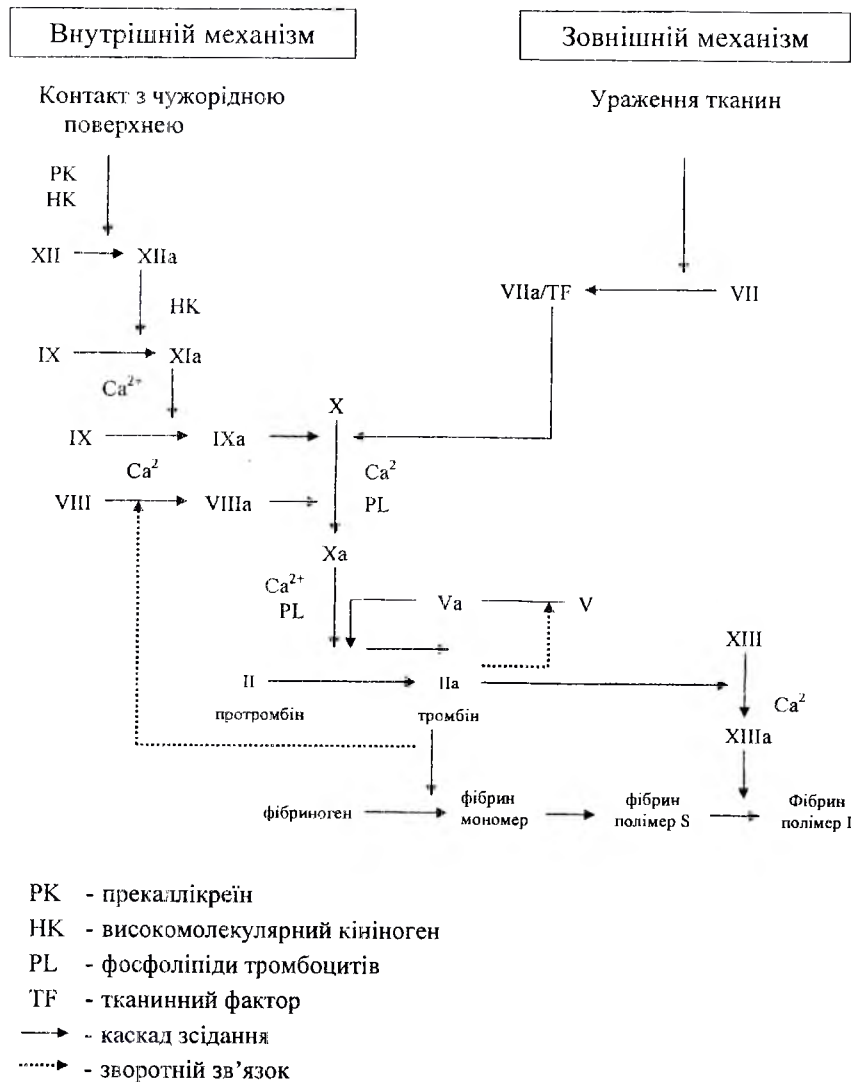 Внутрішній механізм
Зовнішній механізм
Контакт з чужорідною
поверхнею
Ураження тканин
PK
HK
XII
XIIa
HK
VIIa/TF
VII
IX
XIa
Ca²⁺
X
IX
IXa
Ca²
Ca²
PL
VIII
VIIIa
Xa
Ca²⁺
PL
Va
V
XIII
II
IIa
Ca²
протромбін
тромбін
XIIIa
фібриноген
фібрин
мономер
фібрин
полімер S
Фібрин
полімер I
PK - прекаллікреїн
HK - високомолекулярний кініноген
PL - фосфоліпіди тромбоцитів
TF - тканинний фактор
- каскад зсідання
- зворотній зв’язок